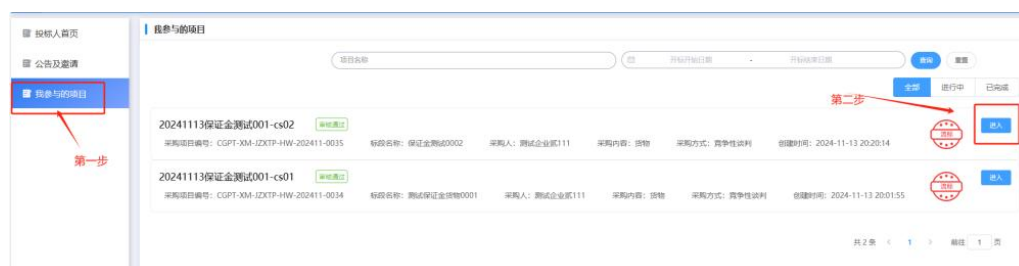 投标人首页
公告及邀请
我参与的项目
第一步
我参与的项目
项目名称 开标开始日期 - 开标结束日期 查询 重置
全部 进行中 已完成
第二步
20241113保证金测试001-cs02 审核通过
采购项目编号：CGPT-XM-JZXTP-HW-202411-0035 标段名称：保证金测试0002 采购人：测试企业贰111 采购内容：货物 采购方式：竞争性谈判 创建时间：2024-11-13 20:20:14
流标 进入
20241113保证金测试001-cs01 审核通过
采购项目编号：CGPT-XM-JZXTP-HW-202411-0034 标段名称：测试保证金货物0001 采购人：测试企业贰111 采购内容：货物 采购方式：竞争性谈判 创建时间：2024-11-13 20:01:55
流标 进入
共 2 条 < 1 > 前往 1 页